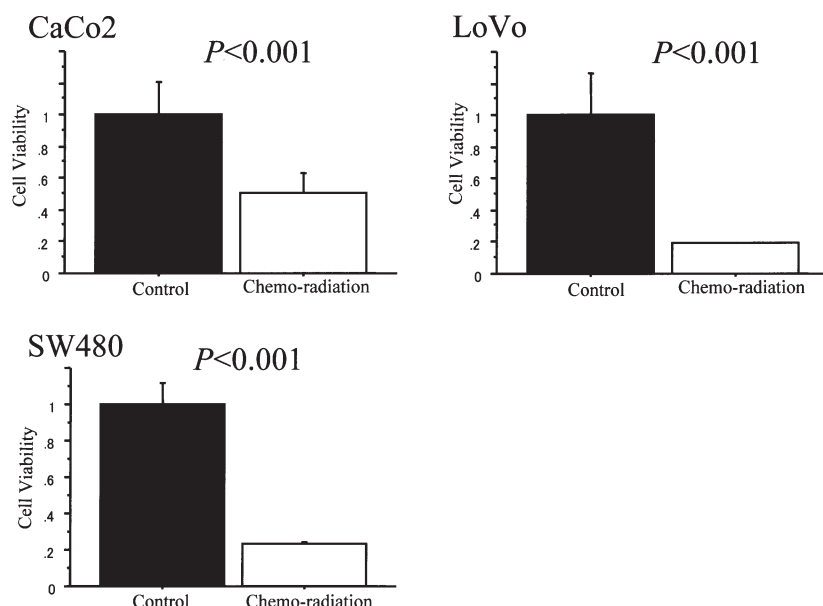 CaCo2
P<0.001
Cell Viability
1
.8
.6
.4
.2
0
Control
Chemo-radiation
LoVo
P<0.001
Cell Viability
1
.8
.6
.4
.2
0
Control
Chemo-radiation
SW480
P<0.001
Cell Viability
1
.8
.6
.4
.2
0
Control
Chemo-radiation